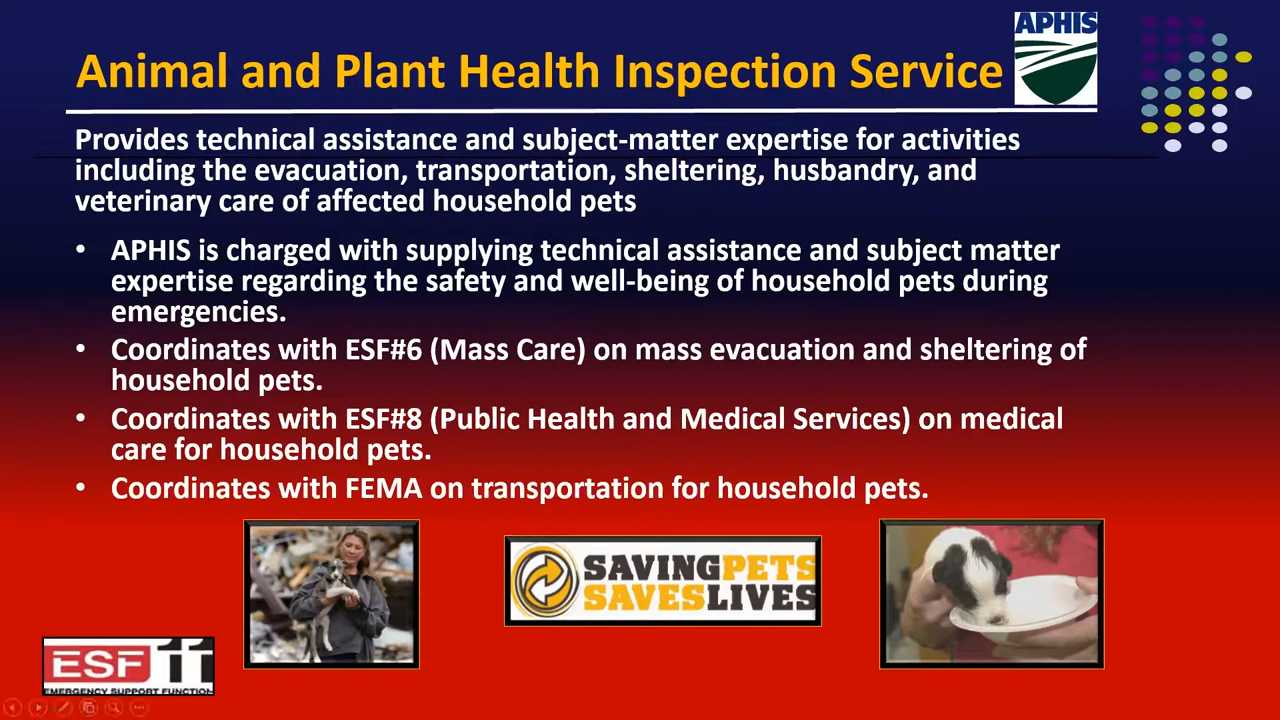 APHIS
Animal and Plant Health Inspection Service
Provides technical assistance and subject-matter expertise for activities
including the evacuation, transportation, sheltering, husbandry, and
veterinary care of affected household pets
• APHIS is charged with supplying technical assistance and subject matter
expertise regarding the safety and well-being of household pets during
emergencies.
• Coordinates with ESF#6 (Mass Care) on mass evacuation and sheltering of
household pets.
• Coordinates with ESF#8 (Public Health and Medical Services) on medical
care for household pets.
• Coordinates with FEMA on transportation for household pets.
SAVINGPETS
SAVESLIVES
ESF 11
EMERGENCY SUPPORT FUNCTION